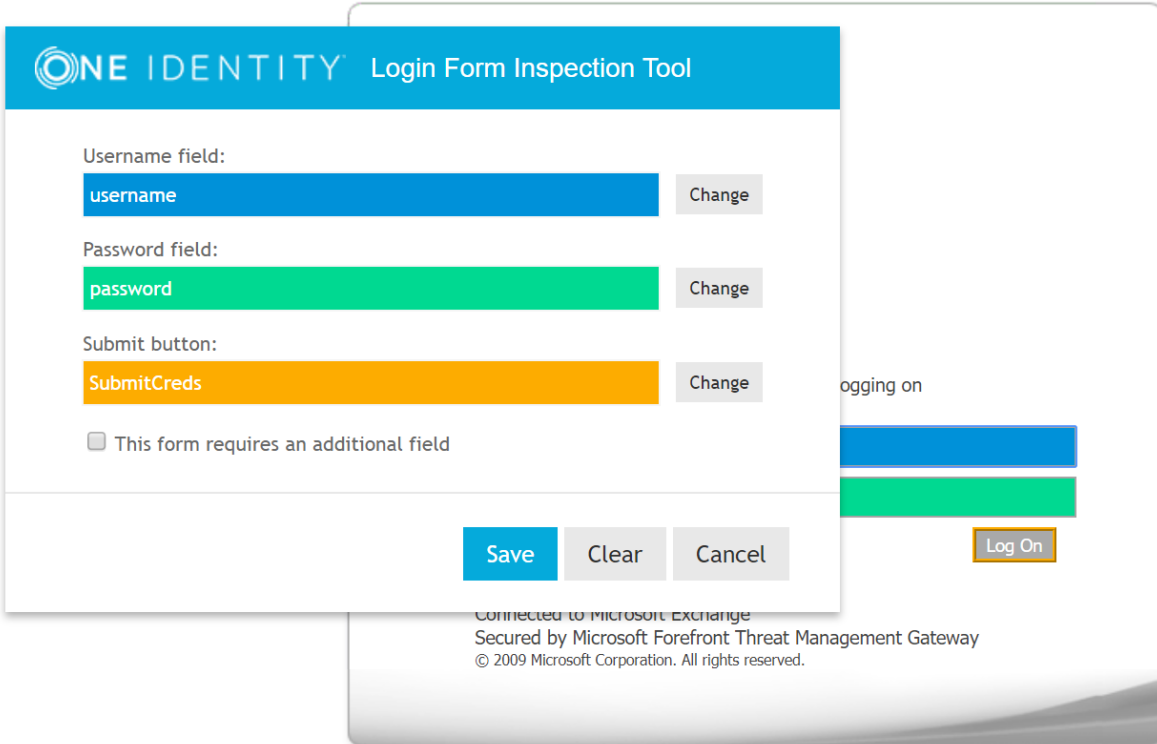 ONE IDENTITY™ Login Form Inspection Tool
Username field:
username Change
Password field:
password Change
Submit button:
SubmitCreds Change
This form requires an additional field
Save Clear Cancel
ogging on
Log On
Connected to Microsoft Exchange
Secured by Microsoft Forefront Threat Management Gateway
© 2009 Microsoft Corporation. All rights reserved.